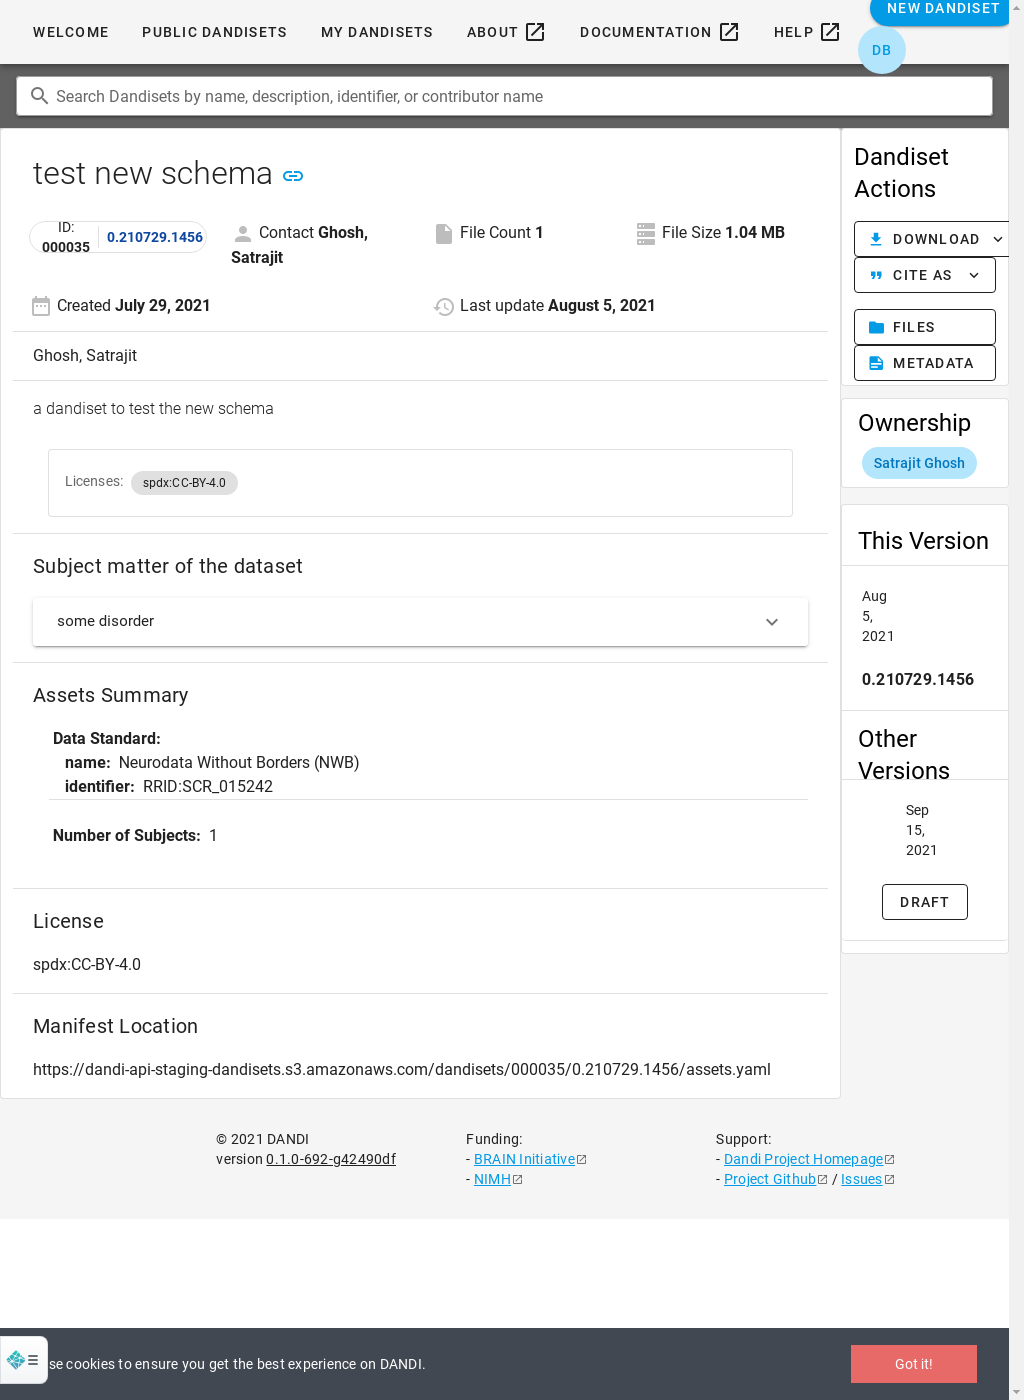 WELCOME PUBLIC DANDISETS MY DANDISETS ABOUT DOCUMENTATION HELP NEW DANDISET
DB
Search Dandisets by name, description, identifier, or contributor name
test new schema
ID: 000035 0.210729.1456
Contact Ghosh, Satrajit
File Count 1
File Size 1.04 MB
Created July 29, 2021
Last update August 5, 2021
Ghosh, Satrajit
a dandiset to test the new schema
Licenses: spdx:CC-BY-4.0
Subject matter of the dataset
some disorder
Assets Summary
Data Standard:
name: Neurodata Without Borders (NWB)
identifier: RRID:SCR_015242
Number of Subjects: 1
License
spdx:CC-BY-4.0
Manifest Location
https://dandi-api-staging-dandisets.s3.amazonaws.com/dandisets/000035/0.210729.1456/assets.yaml
Dandiset
Actions
DOWNLOAD
CITE AS
FILES
METADATA
Ownership
Satrajit Ghosh
This Version
Aug
5,
2021
0.210729.1456
Other
Versions
Sep
15,
2021
DRAFT
© 2021 DANDI
version 0.1.0-692-g42490df
Funding:
- BRAIN Initiative
- NIMH
Support:
- Dandi Project Homepage
- Project Github / Issues
se cookies to ensure you get the best experience on DANDI.
Got it!